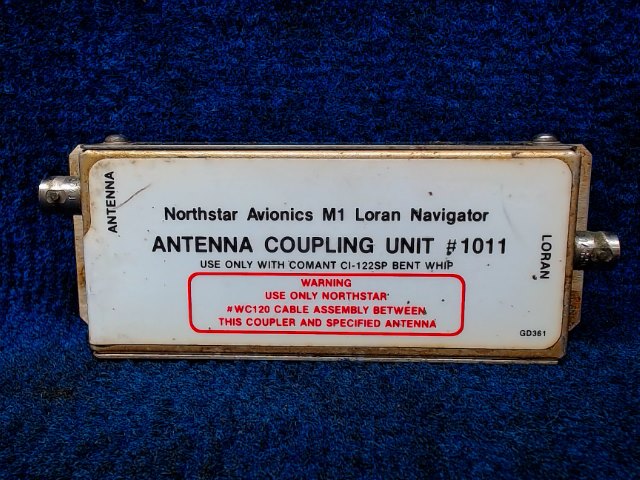 ANTENNA
Northstar Avionics M1 Loran Navigator
ANTENNA COUPLING UNIT #1011
USE ONLY WITH COMANT CI-122SP BENT WHIP
WARNING
USE ONLY NORTHSTAR
#WC120 CABLE ASSEMBLY BETWEEN
THIS COUPLER AND SPECIFIED ANTENNA
LORAN
GD361